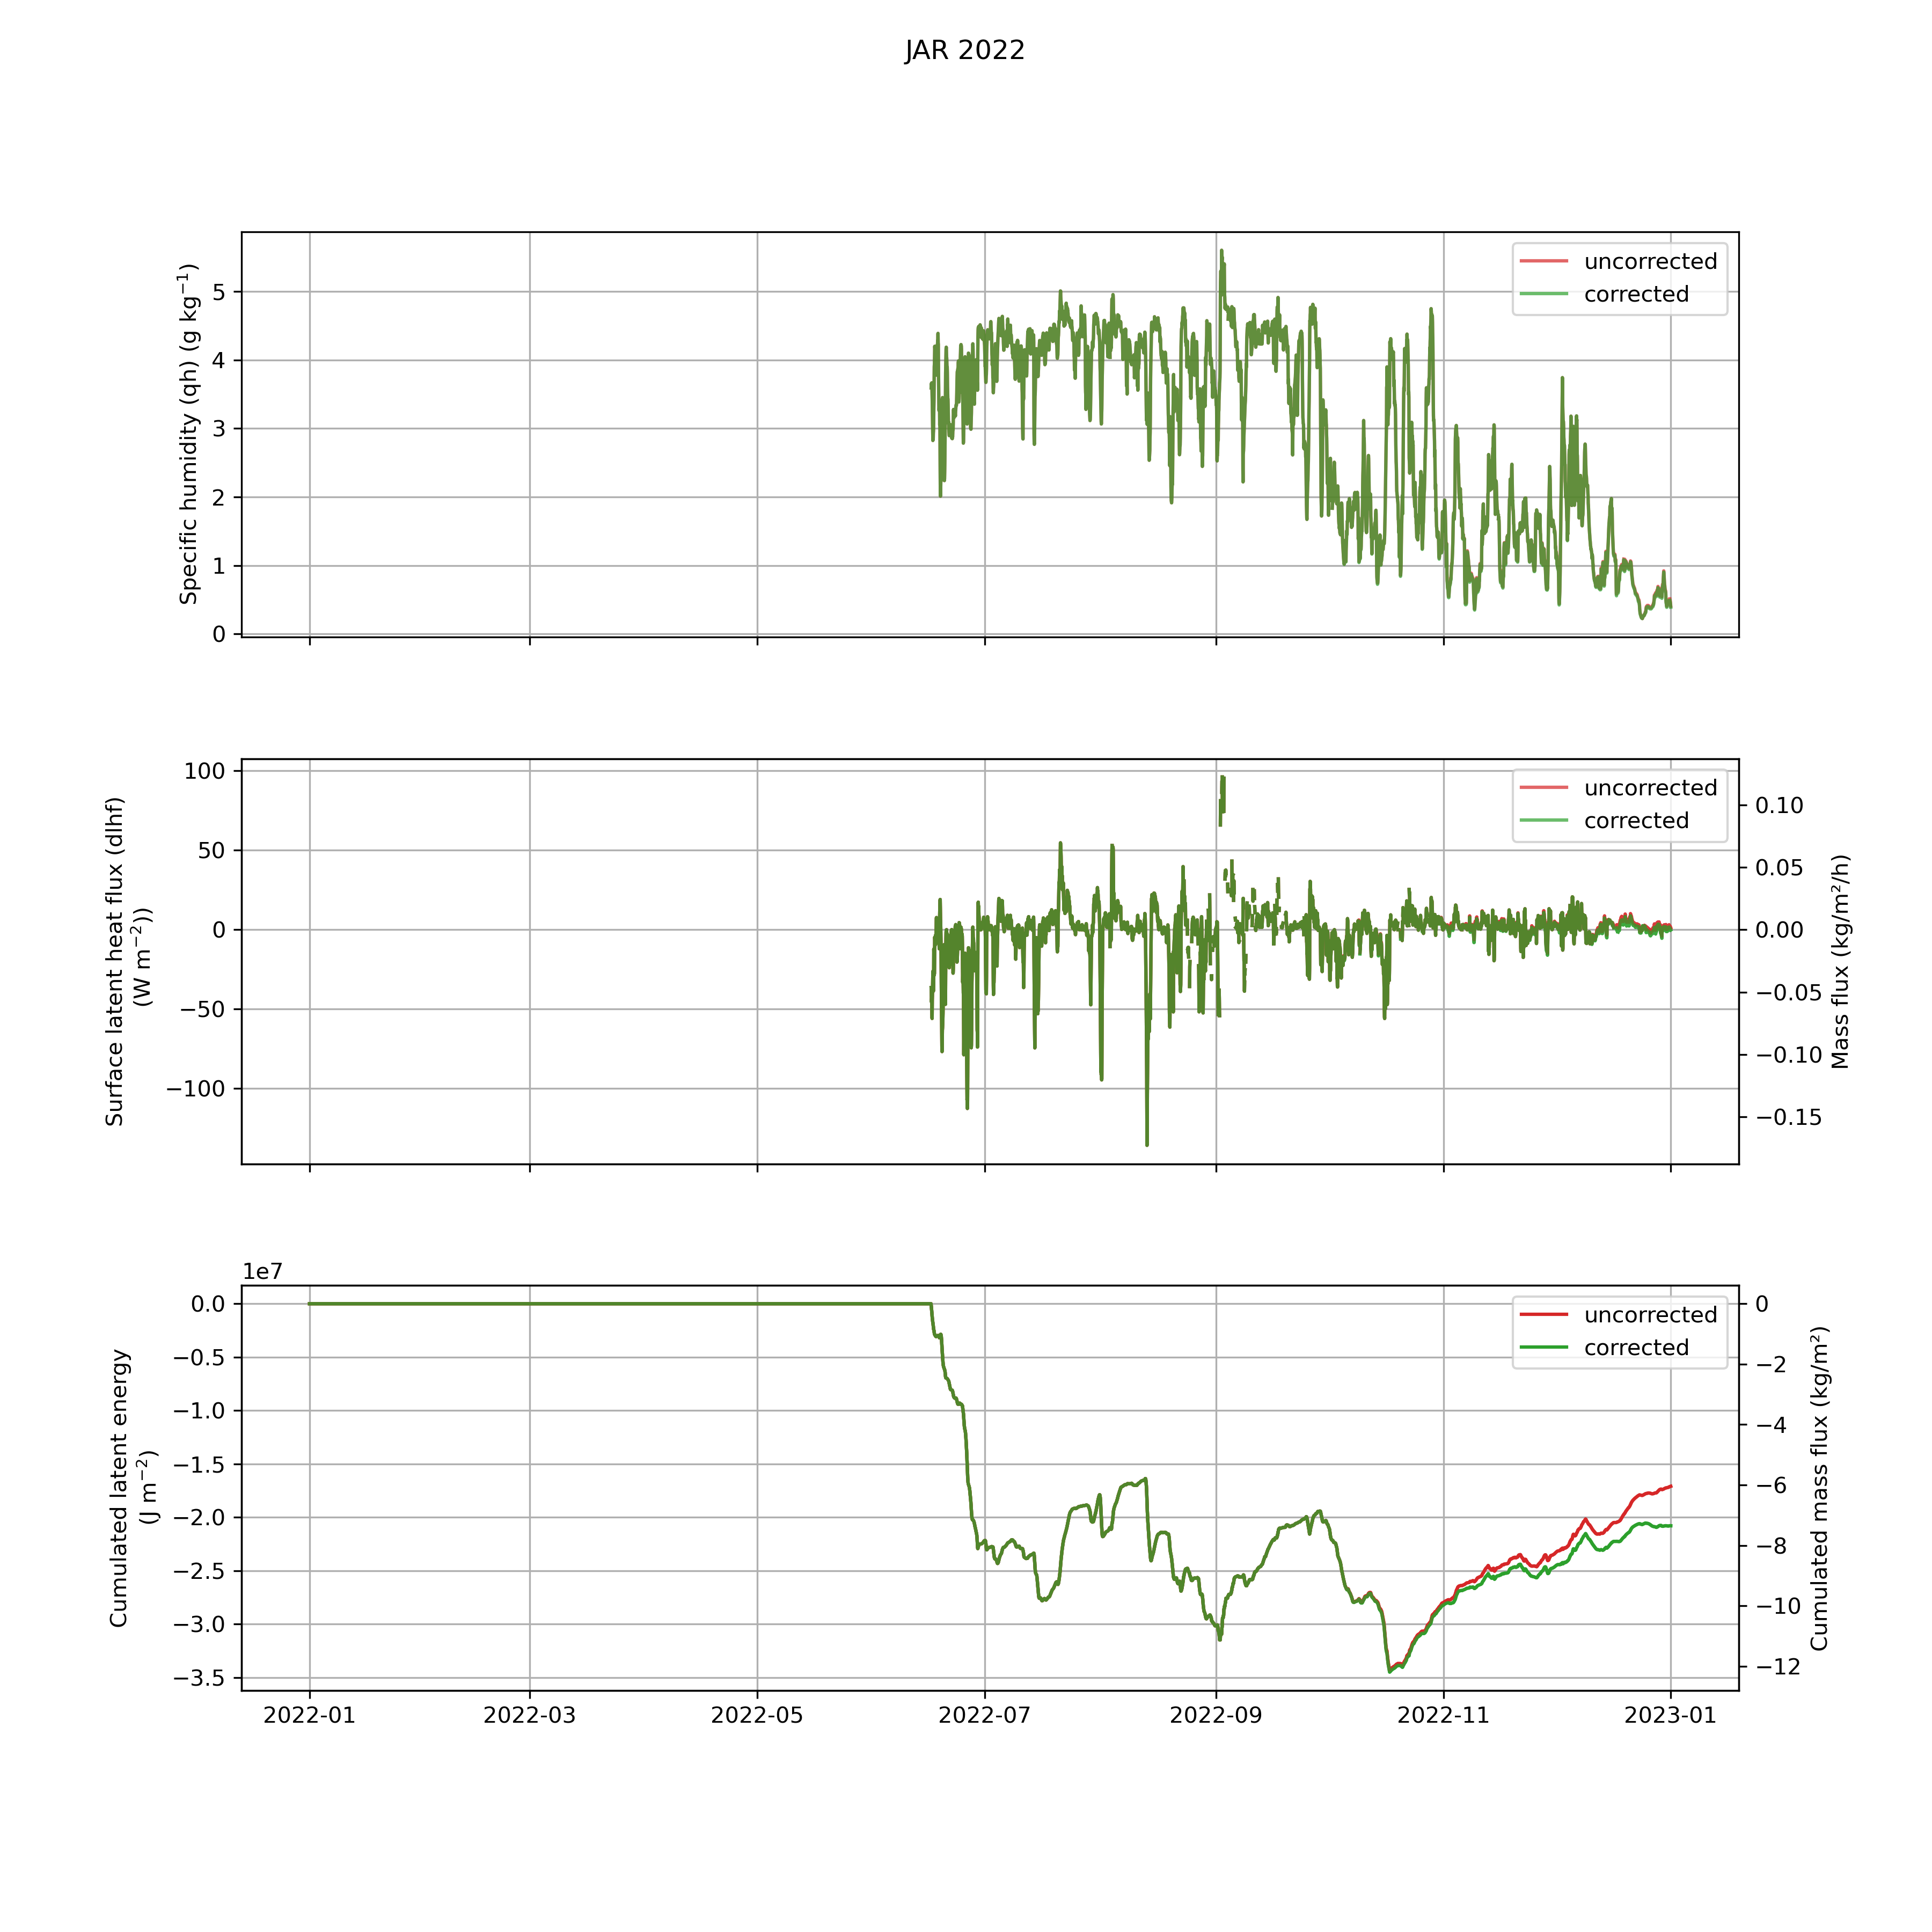 JAR 2022
Specific humidity (qh) (g kg⁻¹)
5
4
3
2
1
0
uncorrected
corrected
Surface latent heat flux (dlhf)
(W m⁻²))
100
50
0
−50
−100
uncorrected
corrected
0.10
0.05
0.00
−0.05
−0.10
−0.15
Mass flux (kg/m²/h)
1e7
Cumulated latent energy
(J m⁻²)
0.0
−0.5
−1.0
−1.5
−2.0
−2.5
−3.0
−3.5
uncorrected
corrected
0
−2
−4
−6
−8
−10
−12
Cumulated mass flux (kg/m²)
2022-01 2022-03 2022-05 2022-07 2022-09 2022-11 2023-01